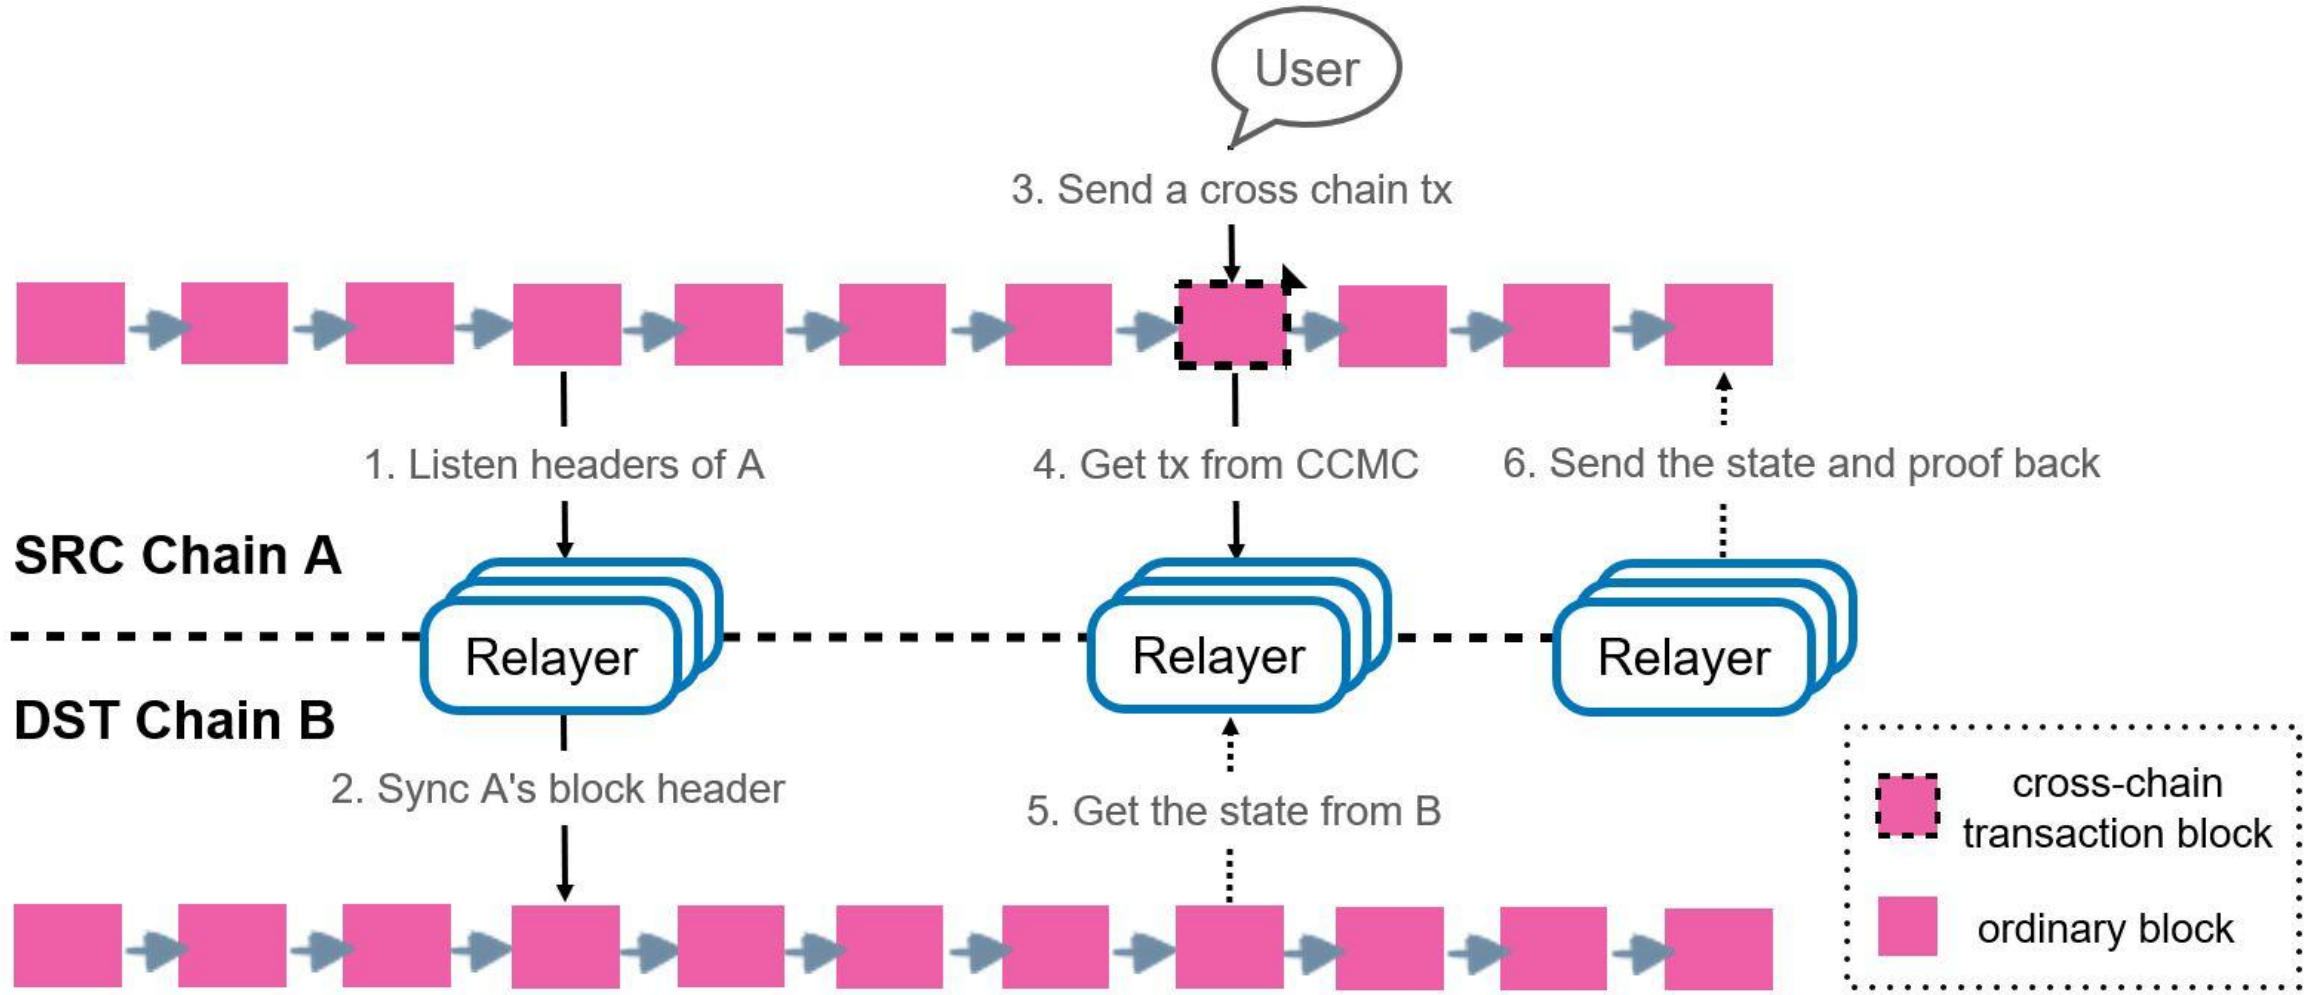 User
3. Send a cross chain tx
1. Listen headers of A
4. Get tx from CCMC
6. Send the state and proof back
SRC Chain A
Relayer
Relayer
Relayer
DST Chain B
2. Sync A's block header
5. Get the state from B
cross-chain
transaction block
ordinary block